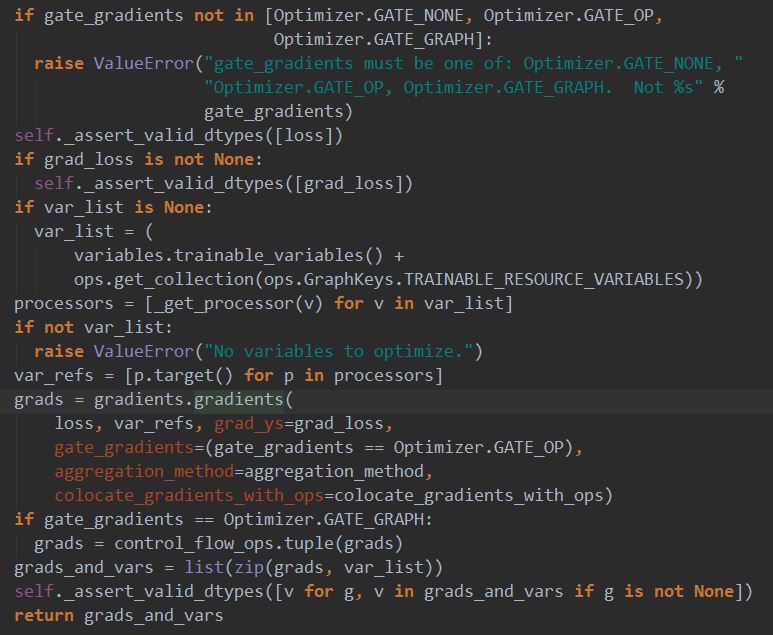 if gate_gradients not in [Optimizer.GATE_NONE, Optimizer.GATE_OP,
                          Optimizer.GATE_GRAPH]:
  raise ValueError("gate_gradients must be one of: Optimizer.GATE_NONE, "
                   "Optimizer.GATE_OP, Optimizer.GATE_GRAPH.  Not %s" %
                   gate_gradients)
self._assert_valid_dtypes([loss])
if grad_loss is not None:
  self._assert_valid_dtypes([grad_loss])
if var_list is None:
  var_list = (
      variables.trainable_variables() +
      ops.get_collection(ops.GraphKeys.TRAINABLE_RESOURCE_VARIABLES))
processors = [_get_processor(v) for v in var_list]
if not var_list:
  raise ValueError("No variables to optimize.")
var_refs = [p.target() for p in processors]
grads = gradients.gradients(
    loss, var_refs, grad_ys=grad_loss,
    gate_gradients=(gate_gradients == Optimizer.GATE_OP),
    aggregation_method=aggregation_method,
    colocate_gradients_with_ops=colocate_gradients_with_ops)
if gate_gradients == Optimizer.GATE_GRAPH:
  grads = control_flow_ops.tuple(grads)
grads_and_vars = list(zip(grads, var_list))
self._assert_valid_dtypes([v for g, v in grads_and_vars if g is not None])
return grads_and_vars